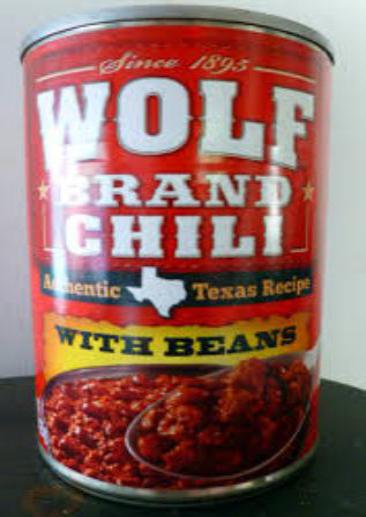 Since 1895
WOLF
BRAND
CHILI
Authentic Texas Recipe
WITH BEANS